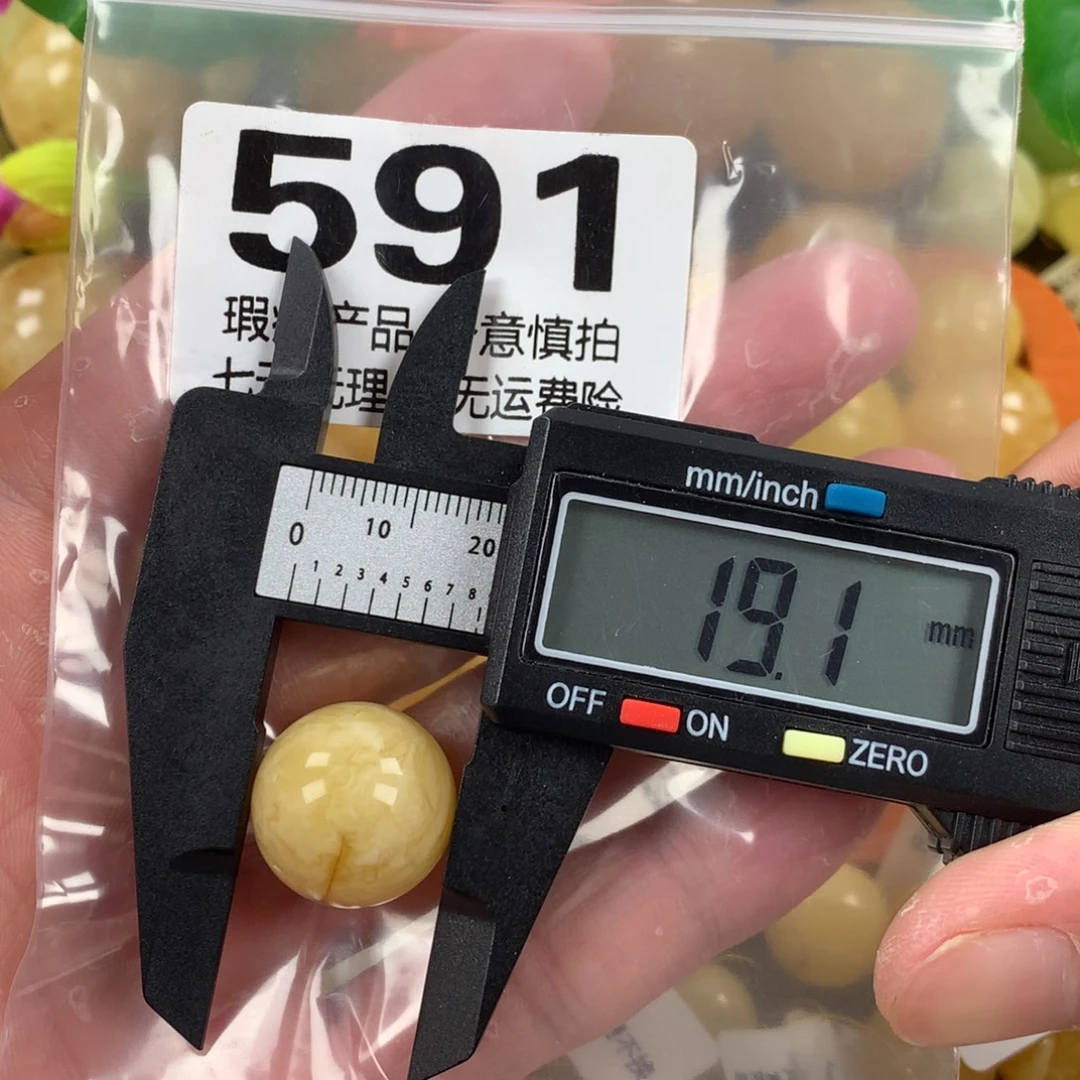 591
瑕 产品 意慎拍
七 理 无运费险
mm/inch
0 10 20
1 2 3 4 5 6 7 8
19.1 mm
OFF ON ZERO